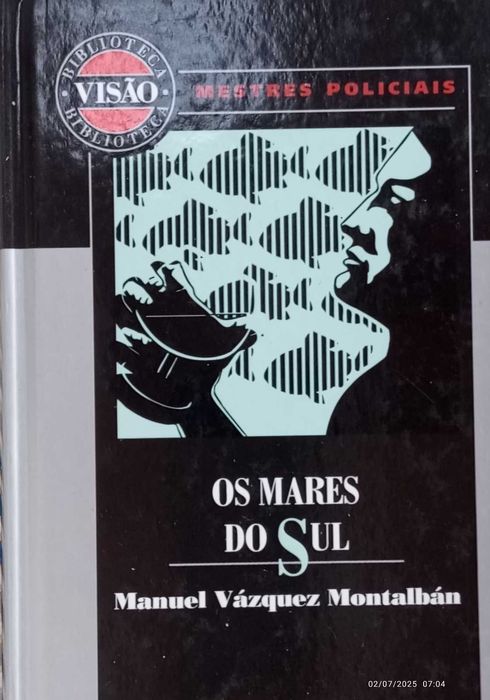 BIBLIOTECA
VISÃO
BIBLIOTECA
MESTRES POLICIAIS
OS MARES
DO SUL
Manuel Vázquez Montalbán
02/07/2025 07:04